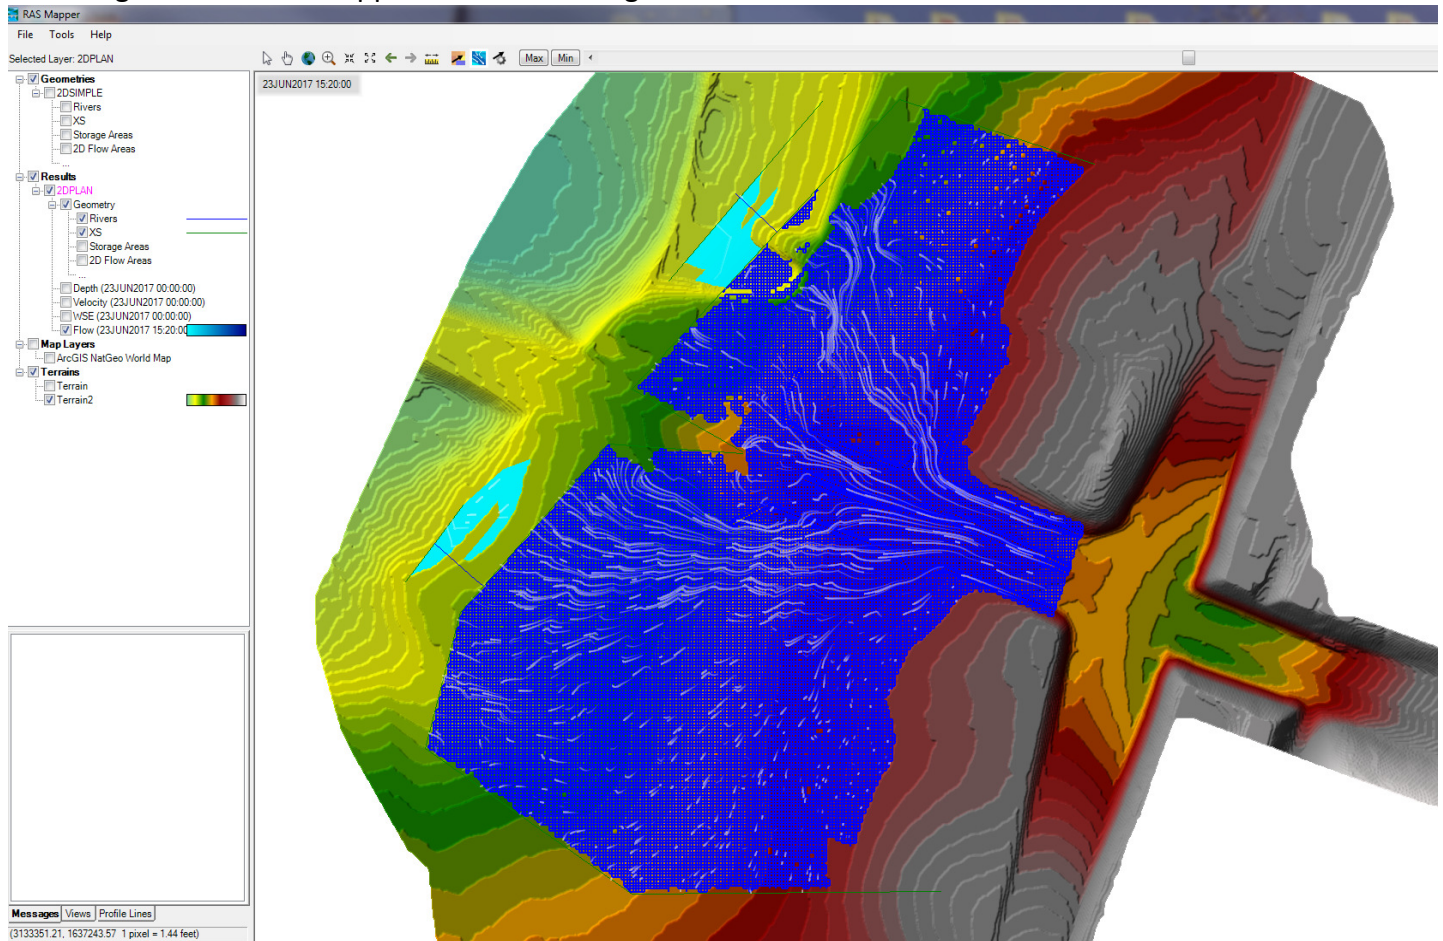 RAS Mapper
File Tools Help
Selected Layer: 2DPLAN
Max Min
23JUN2017 15:20:00
Geometries
2DSIMPLE
Rivers
XS
Storage Areas
2D Flow Areas
...
Results
2DPLAN
Geometry
Rivers
XS
Storage Areas
2D Flow Areas
...
Depth (23JUN2017 00:00:00)
Velocity (23JUN2017 00:00:00)
WSE (23JUN2017 00:00:00)
Flow (23JUN2017 15:20:00
Map Layers
ArcGIS NatGeo World Map
Terrains
Terrain
Terrain2
Messages Views Profile Lines
(3133351.21, 1637243.57 1 pixel = 1.44 feet)